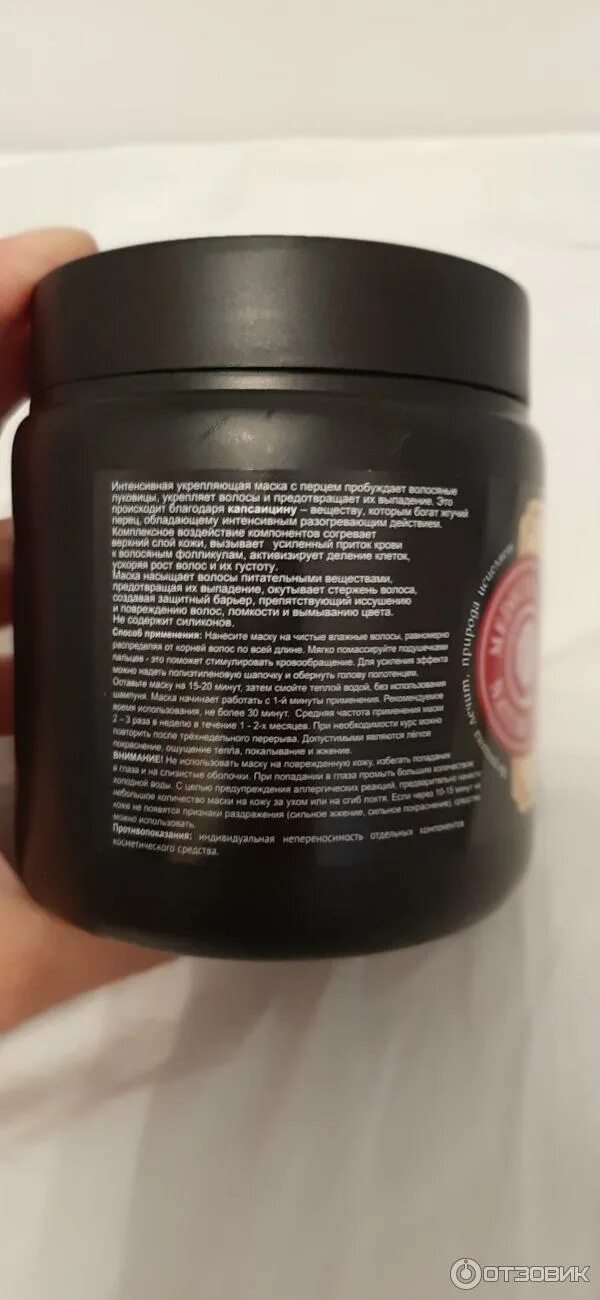 Интенсивная укрепляющая маска с перцем пробуждает волосяные
луковицы, укрепляет волосы и предотвращает их выпадение. Это
происходит благодаря капсаицину – веществу, которым богат жгучий
перец, обладающему интенсивным разогревающим действием.
Комплексное воздействие компонентов согревает
верхний слой кожи, вызывает усиленный приток крови
к волосяным фолликулам, активизирует деление клеток,
ускоряя рост волос и их густоту.
Маска насыщает волосы питательными веществами,
предотвращая их выпадение, окутывает стержень волоса,
создавая защитный барьер, препятствующий иссушению
и повреждению волос, ломкости и вымыванию цвета.
Не содержит силиконов.
Способ применения: Нанесите маску на чистые влажные волосы, равномерно
распределяя от корней волос по всей длине. Мягко помассируйте подушечками
пальцев - это поможет стимулировать кровообращение. Для усиления эффекта
можно надеть полиэтиленовую шапочку и обернуть голову полотенцем.
Оставьте маску на 15-20 минут, затем смойте теплой водой, без использования
шампуня. Маска начинает работать с 1-й минуты применения. Рекомендуемое
время использования, не более 30 минут. Средняя частота применения маски
2 – 3 раза в неделю в течение 1 - 2-х месяцев. При необходимости курс можно
повторить после трёхнедельного перерыва. Допустимыми являются лёгкое
покраснение, ощущение тепла, покалывание и жжение.
ВНИМАНИЕ! Не использовать маску на поврежденную кожу, избегать попадания
в глаза и на слизистые оболочки. При попадании в глаза промыть большим количеством
холодной воды. С целью предупреждения аллергических реакций, предварительно нанести
небольшое количество маски на кожу за ухом или на сгиб локтя. Если через 10-15 минут на
коже не появятся признаки раздражения (сильное жжение, сильное покраснение) средство
можно использовать.
Противопоказания: индивидуальная непереносимость отдельных компонентов
косметического средства.
лечит, природа исцеляет
ОТЗОВИК